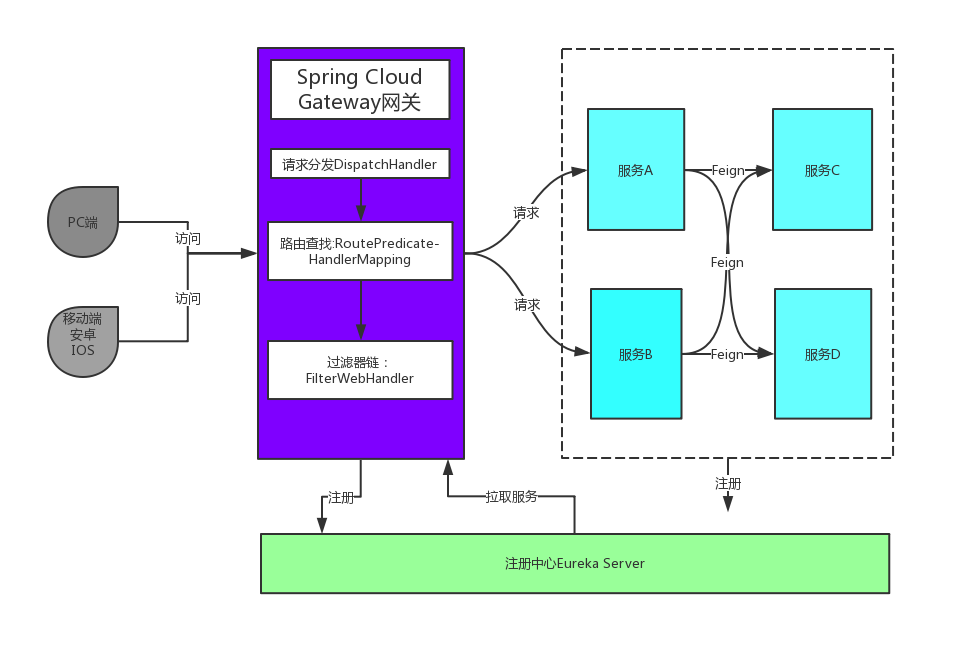 Spring Cloud
Gateway网关
请求分发DispatchHandler
路由查找:RoutePredicate-
HandlerMapping
过滤器链：
FilterWebHandler
PC端
移动端
安卓
IOS
访问
访问
请求
请求
服务A
服务B
服务C
服务D
Feign
Feign
Feign
注册
拉取服务
注册
注册中心Eureka Server